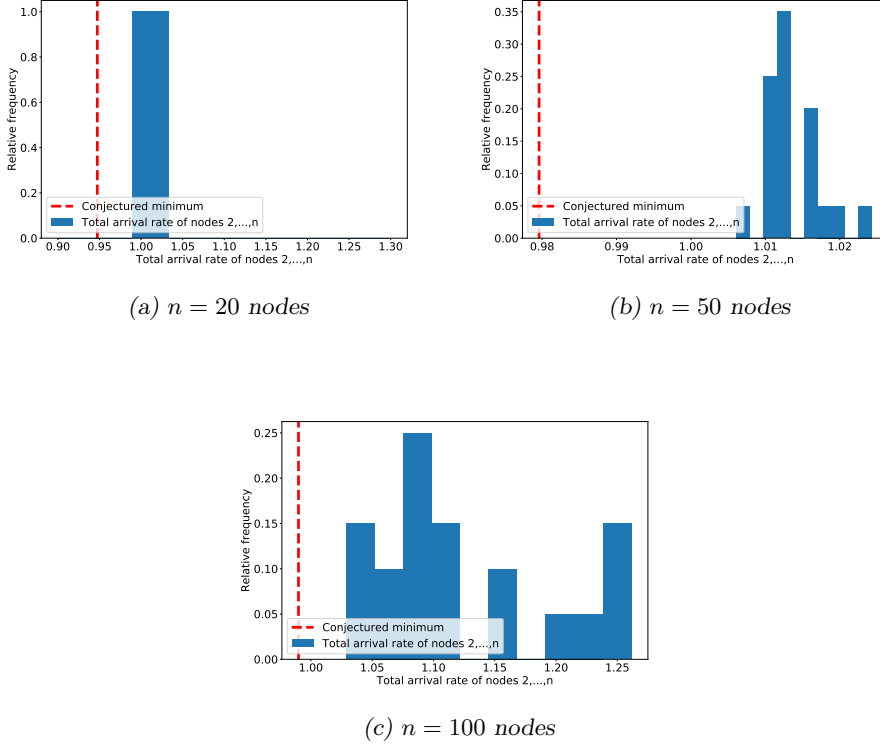 1.0
0.8
0.6
0.4
0.2
0.0
Relative frequency
Conjectured minimum
Total arrival rate of nodes 2,...,n
0.90 0.95 1.00 1.05 1.10 1.15 1.20 1.25 1.30
Total arrival rate of nodes 2,...,n
(a) n = 20 nodes
0.35
0.30
0.25
0.20
0.15
0.10
0.05
0.00
Relative frequency
Conjectured minimum
Total arrival rate of nodes 2,...,n
0.98 0.99 1.00 1.01 1.02
Total arrival rate of nodes 2,...,n
(b) n = 50 nodes
0.25
0.20
0.15
0.10
0.05
0.00
Relative frequency
Conjectured minimum
Total arrival rate of nodes 2,...,n
1.00 1.05 1.10 1.15 1.20 1.25
Total arrival rate of nodes 2,...,n
(c) n = 100 nodes